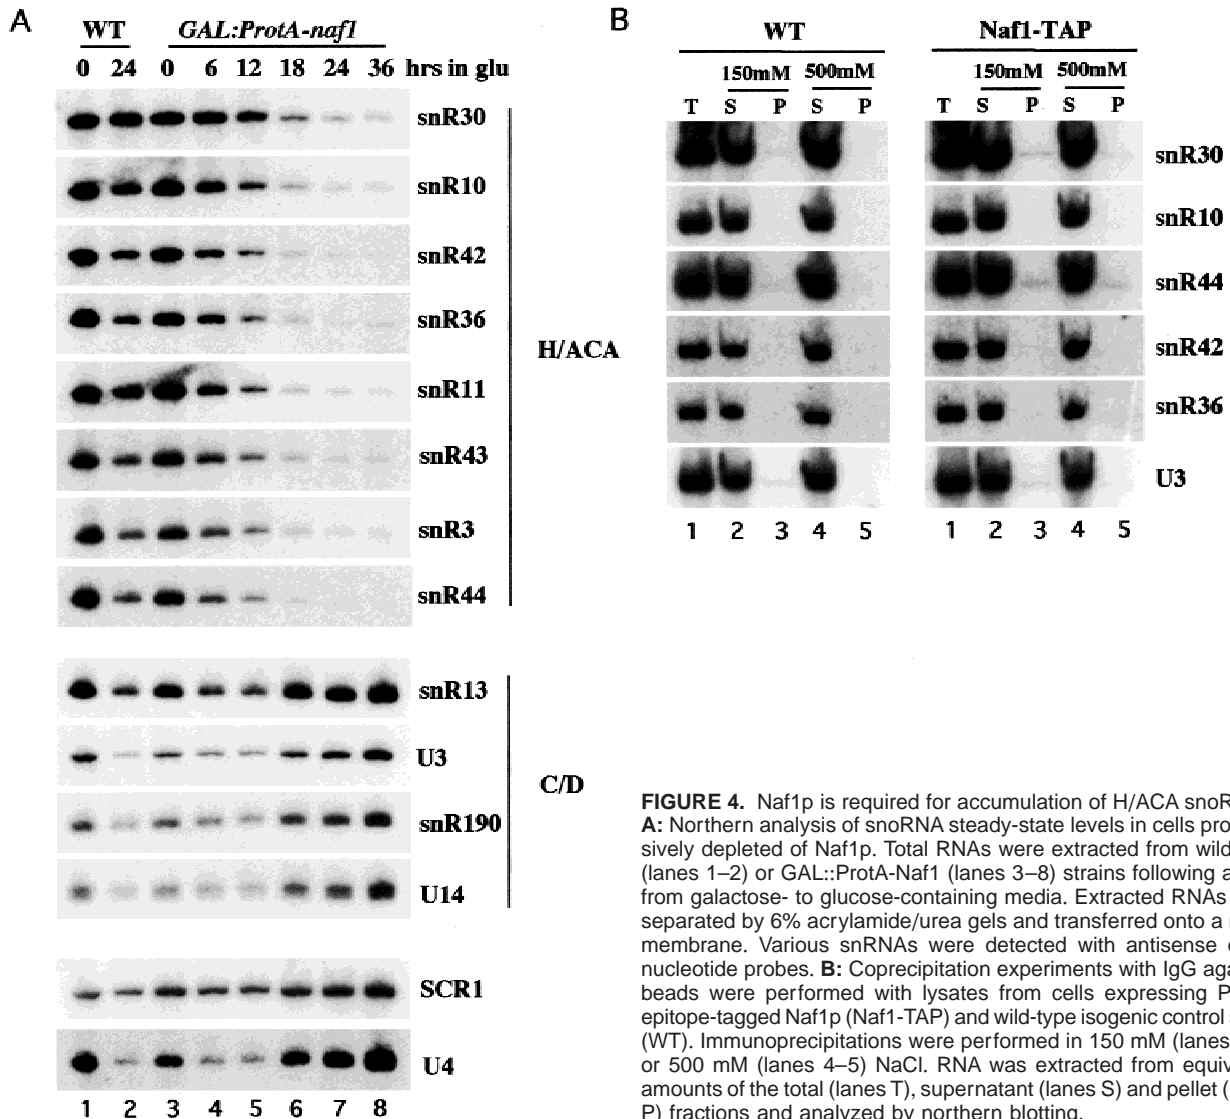 A
WT GAL:ProtA-naf1
0 24 0 6 12 18 24 36 hrs in glu
snR30
snR10
snR42
snR36
snR11
snR43
snR3
snR44
H/ACA
snR13
U3
snR190
U14
C/D
SCR1
U4
1 2 3 4 5 6 7 8
B
WT Naf1-TAP
150mM 500mM 150mM 500mM
T S P S P T S P S P
snR30
snR10
snR44
snR42
snR36
U3
1 2 3 4 5 1 2 3 4 5
FIGURE 4. Naf1p is required for accumulation of H/ACA snoR
A: Northern analysis of snoRNA steady-state levels in cells pro
sively depleted of Naf1p. Total RNAs were extracted from wild
(lanes 1–2) or GAL::ProtA-Naf1 (lanes 3–8) strains following a
from galactose- to glucose-containing media. Extracted RNAs
separated by 6% acrylamide/urea gels and transferred onto a
membrane. Various snRNAs were detected with antisense
nucleotide probes. B: Coprecipitation experiments with IgG aga
beads were performed with lysates from cells expressing P
epitope-tagged Naf1p (Naf1-TAP) and wild-type isogenic control
(WT). Immunoprecipitations were performed in 150 mM (lanes
or 500 mM (lanes 4–5) NaCl. RNA was extracted from equiv
amounts of the total (lanes T), supernatant (lanes S) and pellet (
P) fractions and analyzed by northern blotting.